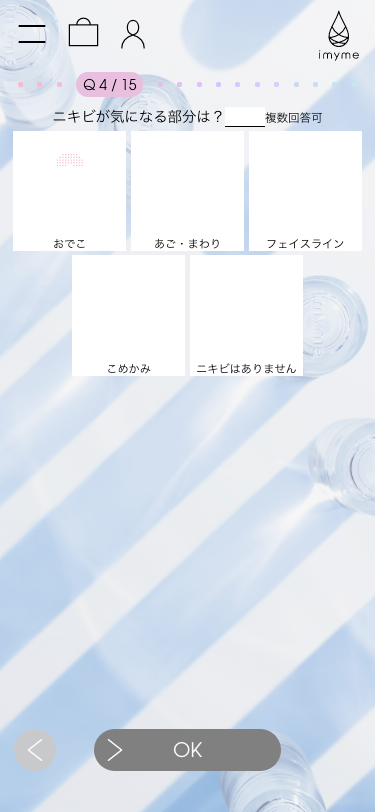 imyme
Q 4 / 15
ニキビが気になる部分は？ 複数回答可
おでこ
あご・まわり
フェイスライン
こめかみ
ニキビはありません
OK